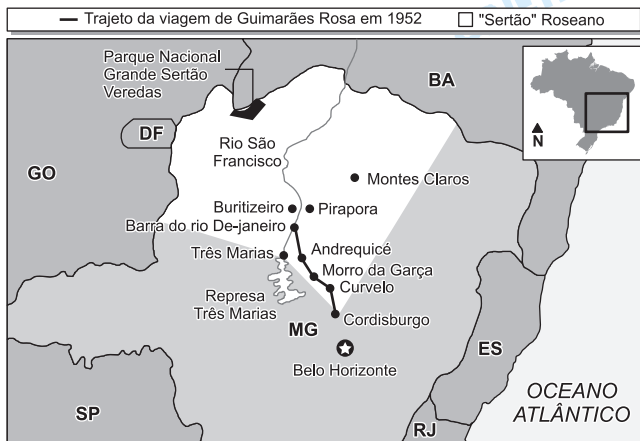 Trajeto da viagem de Guimarães Rosa em 1952
"Sertão" Roseano
Parque Nacional
Grande Sertão
Veredas
BA
DF
Rio São
Francisco
N
GO
Montes Claros
Buritizeiro
Pirapora
Barra do rio De-janeiro
Três Marias
Andrequicé
Morro da Garça
Curvelo
Represa
Três Marias
MG
Cordisburgo
ES
Belo Horizonte
OCEANO
ATLÂNTICO
SP
RJ